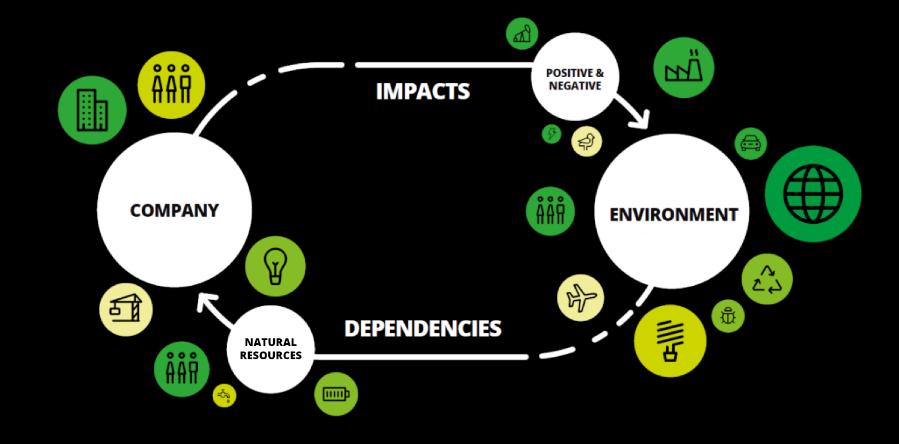 IMPACTS
POSITIVE &
NEGATIVE
COMPANY
ENVIRONMENT
DEPENDENCIES
NATURAL
RESOURCES